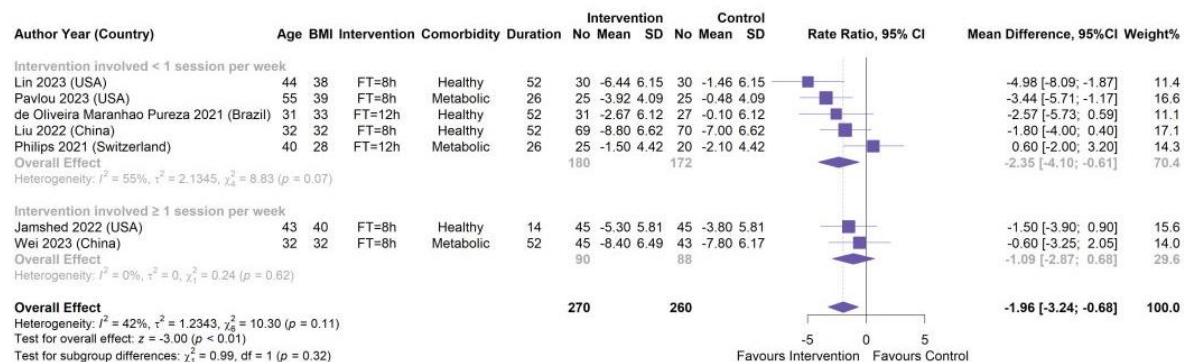 Intervention Control
Author Year (Country) Age BMI Intervention Comorbidity Duration No Mean SD No Mean SD Rate Ratio, 95% CI Mean Difference, 95%CI Weight%
Intervention involved < 1 session per week
Lin 2023 (USA) 44 38 FT=8h Healthy 52 30 -6.44 6.15 30 -1.46 6.15 -4.98 [-8.09; -1.87] 11.4
Pavlou 2023 (USA) 55 39 FT=8h Metabolic 26 25 -3.92 4.09 25 -0.48 4.09 -3.44 [-5.71; -1.17] 16.6
de Oliveira Maranhao Pureza 2021 (Brazil) 31 33 FT=12h Healthy 52 31 -2.67 6.12 27 -0.10 6.12 -2.57 [-5.73; 0.59] 11.1
Liu 2022 (China) 32 32 FT=8h Healthy 52 69 -8.80 6.62 70 -7.00 6.62 -1.80 [-4.00; 0.40] 17.1
Philips 2021 (Switzerland) 40 28 FT=12h Metabolic 26 25 -1.50 4.42 20 -2.10 4.42 0.60 [-2.00; 3.20] 14.3
Overall Effect 180 172 -2.35 [-4.10; -0.61] 70.4
Heterogeneity: I² = 55%, τ² = 2.1345, χ²₄ = 8.83 (p = 0.07)
Intervention involved ≥ 1 session per week
Jamshed 2022 (USA) 43 40 FT=8h Healthy 14 45 -5.30 5.81 45 -3.80 5.81 -1.50 [-3.90; 0.90] 15.6
Wei 2023 (China) 32 32 FT=8h Metabolic 52 45 -8.40 6.49 43 -7.80 6.17 -0.60 [-3.25; 2.05] 14.0
Overall Effect 90 88 -1.09 [-2.87; 0.68] 29.6
Heterogeneity: I² = 0%, τ² = 0, χ²₁ = 0.24 (p = 0.62)
Overall Effect 270 260 -1.96 [-3.24; -0.68] 100.0
Heterogeneity: I² = 42%, τ² = 1.2343, χ²₆ = 10.30 (p = 0.11)
Test for overall effect: z = -3.00 (p < 0.01)
-5 0 5
Test for subgroup differences: χ²₁ = 0.99, df = 1 (p = 0.32)
Favours Intervention Favours Control